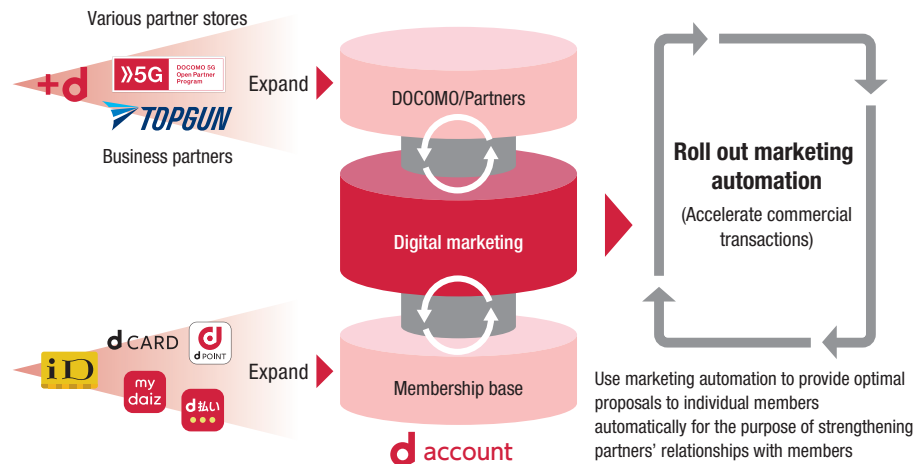 Various partner stores
+d
5G
DOCOMO 5G
Open Partner
Program
TOPGUN
Business partners
Expand
DOCOMO/Partners
Digital marketing
Roll out marketing
automation
(Accelerate commercial
transactions)
iD
d CARD
d POINT
my
daiz
d払い
Expand
Membership base
d account
Use marketing automation to provide optimal
proposals to individual members
automatically for the purpose of strengthening
partners’ relationships with members